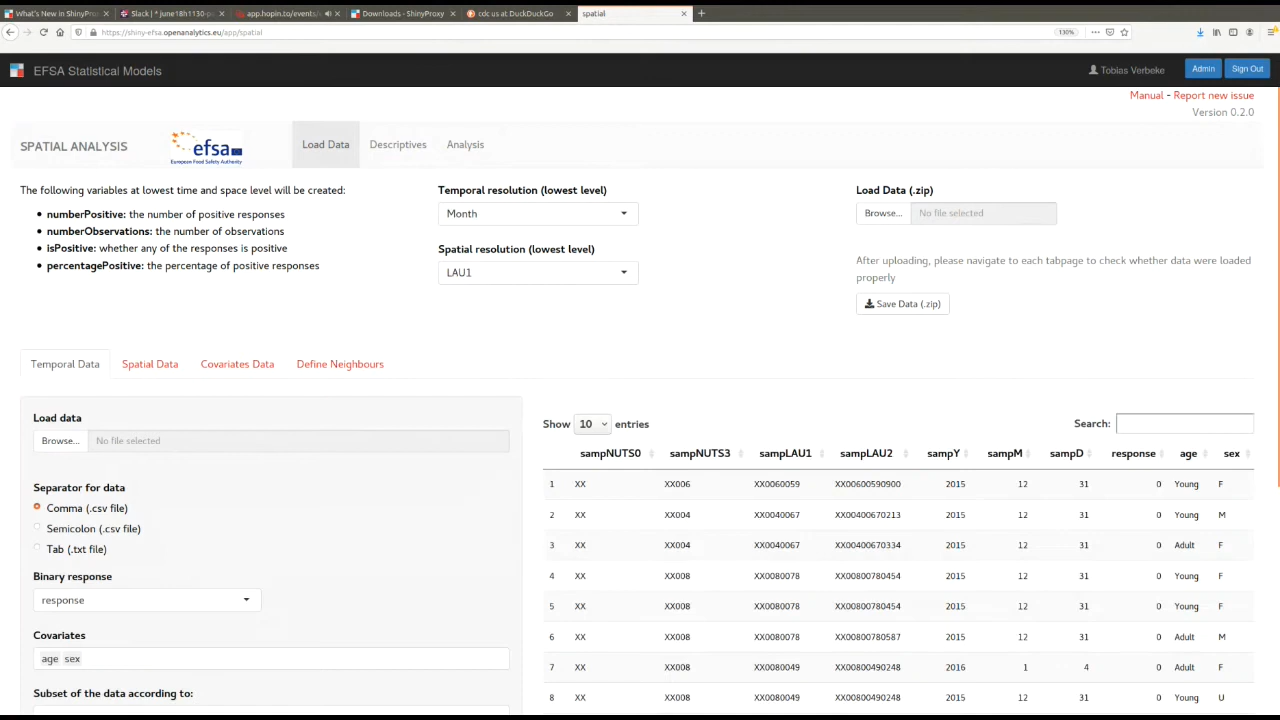 What's New in ShinyPro
Slack | * june18h1130-p
app.hopin.to/events/
Downloads - ShinyProxy
cdc us at DuckDuckGo
spatial
https://shiny-efsa.openanalytics.eu/app/spatial
130%
EFSA Statistical Models
Tobias Verbeke
Admin
Sign Out
Manual - Report new issue
Version 0.2.0
SPATIAL ANALYSIS
efsa
European Food Safety Authority
Load Data
Descriptives
Analysis
The following variables at lowest time and space level will be created:
numberPositive: the number of positive responses
numberObservations: the number of observations
isPositive: whether any of the responses is positive
percentagePositive: the percentage of positive responses
Temporal resolution (lowest level)
Month
Spatial resolution (lowest level)
LAU1
Load Data (.zip)
Browse... No file selected
After uploading, please navigate to each tabpage to check whether data were loaded
properly
Save Data (.zip)
Temporal Data
Spatial Data
Covariates Data
Define Neighbours
Load data
Browse... No file selected
Separator for data
Comma (.csv file)
Semicolon (.csv file)
Tab (.txt file)
Binary response
response
Covariates
age sex
Subset of the data according to:
Show 10 entries
Search:
sampNUTS0 sampNUTS3 sampLAU1 sampLAU2 sampY sampM sampD response age sex
1 XX XX006 XX0060059 XX00600590900 2015 12 31 0 Young F
2 XX XX004 XX0040067 XX00400670213 2015 12 31 0 Young M
3 XX XX004 XX0040067 XX00400670334 2015 12 31 0 Adult F
4 XX XX008 XX0080078 XX00800780454 2015 12 31 0 Young F
5 XX XX008 XX0080078 XX00800780454 2015 12 31 0 Young F
6 XX XX008 XX0080078 XX00800780587 2015 12 31 0 Adult M
7 XX XX008 XX0080049 XX00800490248 2016 1 4 0 Adult F
8 XX XX008 XX0080049 XX00800490248 2015 12 31 0 Young U